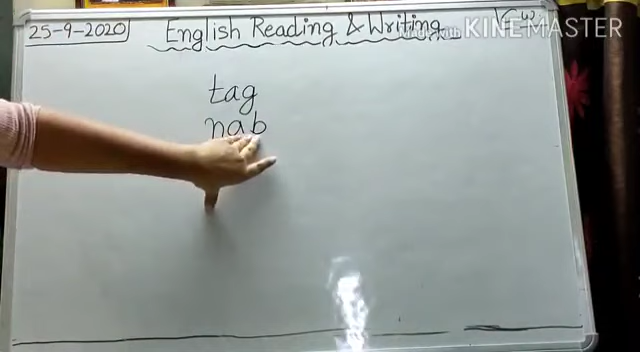 25-9-2020
English Reading & Writing
C.W
KINEMASTER
tag
nab